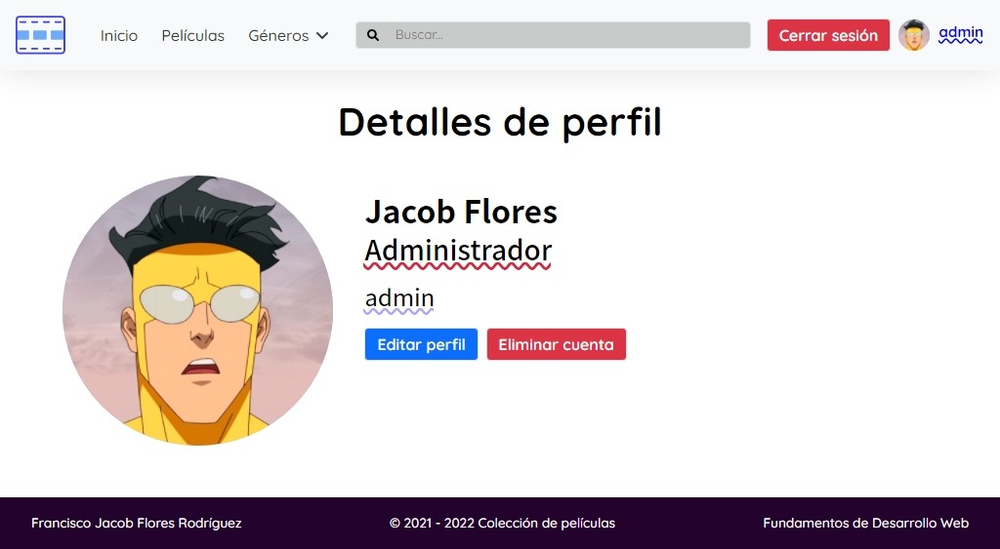 Inicio
Películas
Géneros
Buscar...
Cerrar sesión
admin
Detalles de perfil
Jacob Flores
Administrador
admin
Editar perfil
Eliminar cuenta
Francisco Jacob Flores Rodríguez
© 2021 - 2022 Colección de películas
Fundamentos de Desarrollo Web